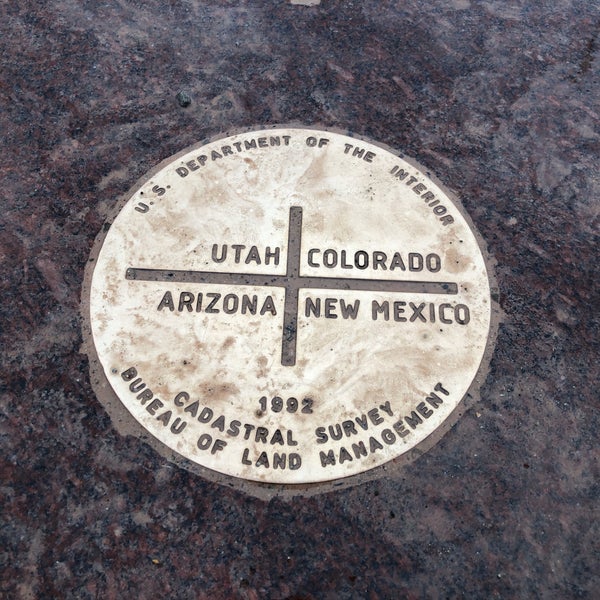 U.S. DEPARTMENT OF THE INTERIOR
UTAH COLORADO
ARIZONA NEW MEXICO
1992
CADASTRAL SURVEY
BUREAU OF LAND MANAGEMENT